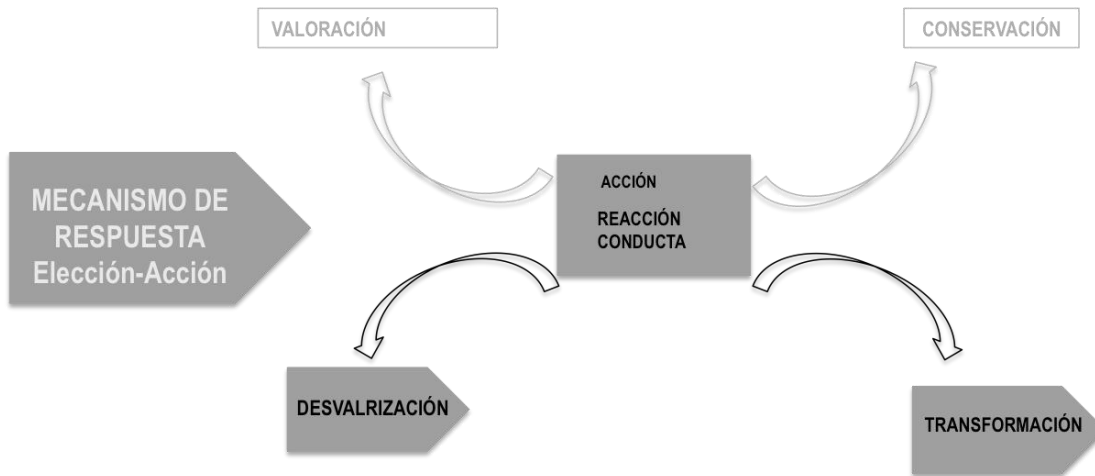 VALORACIÓN
CONSERVACIÓN
MECANISMO DE
RESPUESTA
Elección-Acción
ACCIÓN
REACCIÓN
CONDUCTA
DESVALRIZACIÓN
TRANSFORMACIÓN